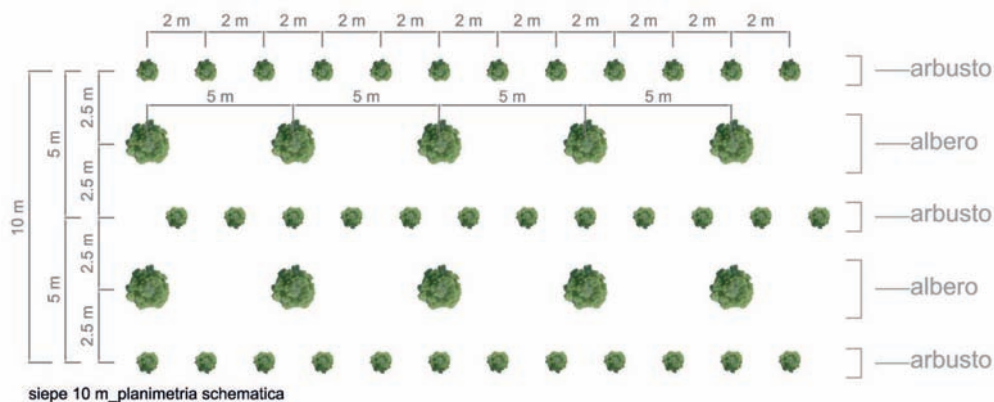 2 m 2 m 2 m 2 m 2 m 2 m 2 m 2 m 2 m 2 m 2 m
arbusto
5 m 5 m 5 m 5 m
albero
arbusto
albero
arbusto
10 m
5 m
5 m
2.5 m
2.5 m
2.5 m
2.5 m
siepe 10 m_planimetria schematica